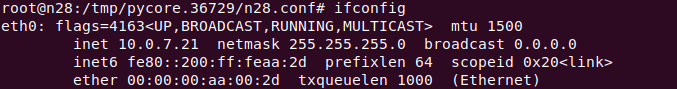 root@n28:/tmp/pycore.36729/n28.conf# ifconfig
eth0: flags=4163<UP,BROADCAST,RUNNING,MULTICAST>  mtu 1500
        inet 10.0.7.21  netmask 255.255.255.0  broadcast 0.0.0.0
        inet6 fe80::200:ff:feaa:2d  prefixlen 64  scopeid 0x20<link>
        ether 00:00:00:aa:00:2d  txqueuelen 1000  (Ethernet)